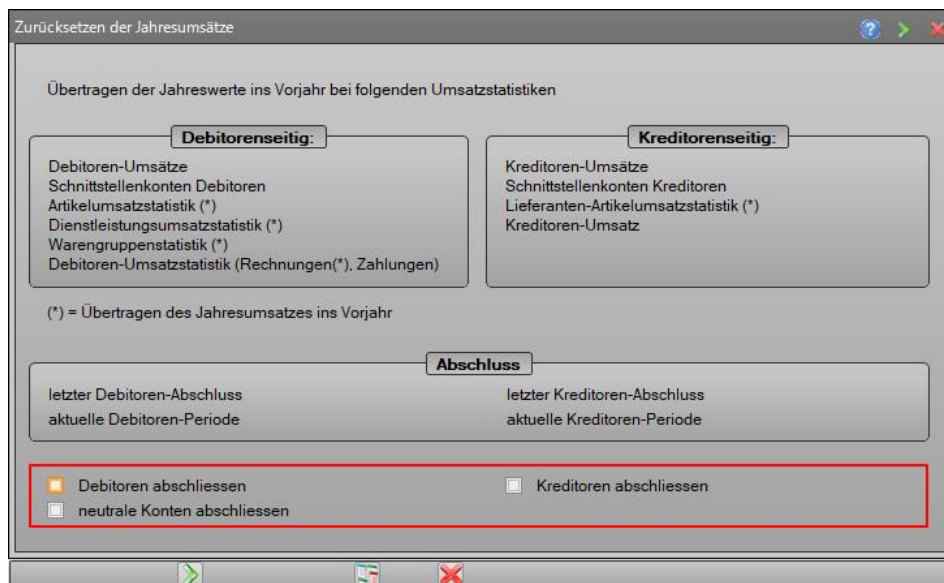 Zurücksetzen der Jahresumsätze
Übertragen der Jahreswerte ins Vorjahr bei folgenden Umsatzstatistiken
Debitorenseitig:
Debitoren-Umsätze
Schnittstellenkonten Debitoren
Artikelumsatzstatistik (*)
Dienstleistungsumsatzstatistik (*)
Warengruppenstatistik (*)
Debitoren-Umsatzstatistik (Rechnungen(*), Zahlungen)
Kreditorenseitig:
Kreditoren-Umsätze
Schnittstellenkonten Kreditoren
Lieferanten-Artikelumsatzstatistik (*)
Kreditoren-Umsatz
(*) = Übertragen des Jahresumsatzes ins Vorjahr
Abschluss
letzter Debitoren-Abschluss
letzter Kreditoren-Abschluss
aktuelle Debitoren-Periode
aktuelle Kreditoren-Periode
Debitoren abschliessen
Kreditoren abschliessen
neutrale Konten abschliessen